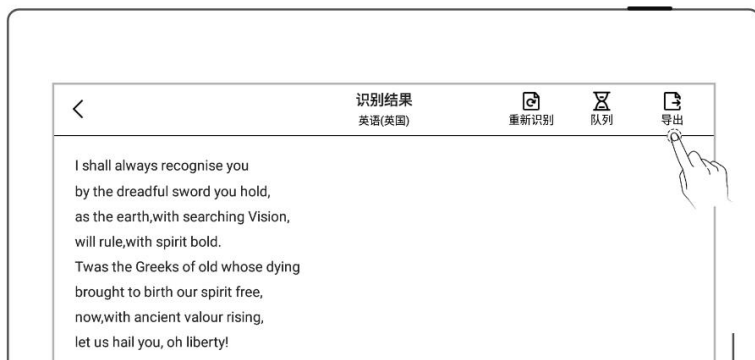 识别结果
英语(英国)
重新识别
队列
导出
I shall always recognise you
by the dreadful sword you hold,
as the earth,with searching Vision,
will rule,with spirit bold.
Twas the Greeks of old whose dying
brought to birth our spirit free,
now,with ancient valour rising,
let us hail you, oh liberty!